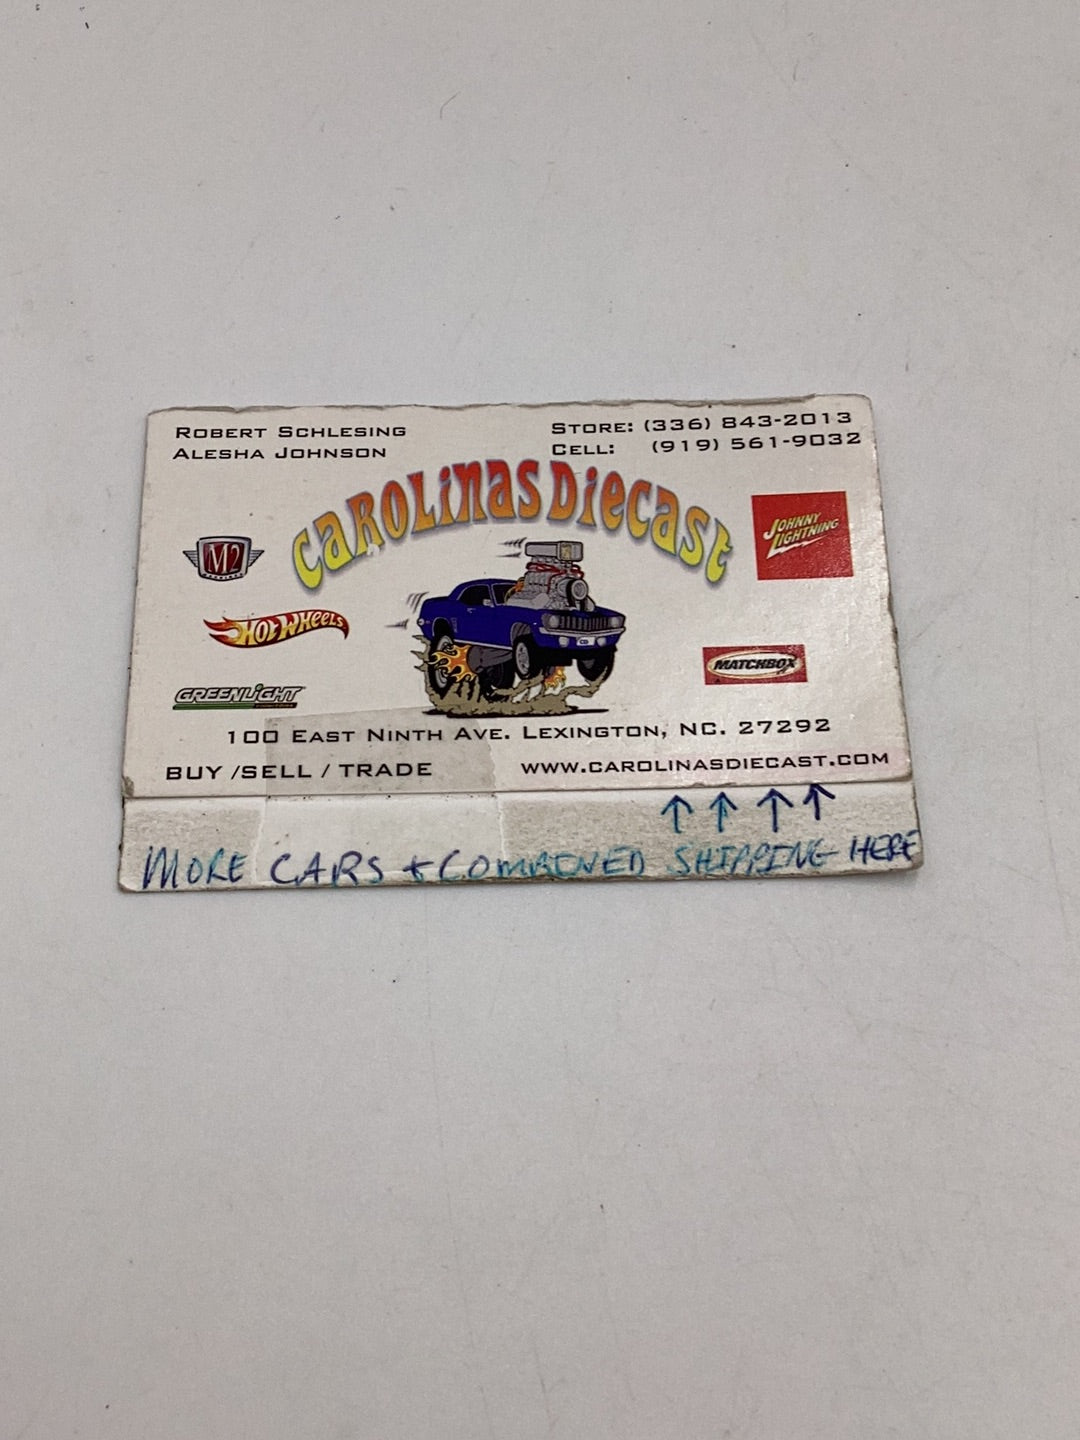 ROBERT SCHLESING
ALESHA JOHNSON
STORE: (336) 843-2013
CELL: (919) 561-9032
CAROLINAS DIECAST
M2
JOHNNY LIGHTNING
HOT WHEELS
MATCHBOX
GREENLIGHT
100 EAST NINTH AVE. LEXINGTON, NC. 27292
BUY /SELL / TRADE
WWW.CAROLINASDIECAST.COM
MORE CARS + COMBINED SHIPPING HERE